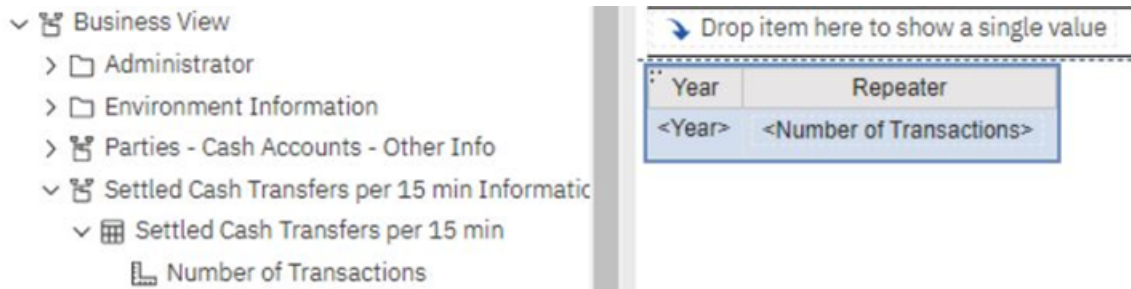 Business View
Administrator
Environment Information
Parties - Cash Accounts - Other Info
Settled Cash Transfers per 15 min Informatic
Settled Cash Transfers per 15 min
Number of Transactions
Drop item here to show a single value
Year Repeater
<Year> <Number of Transactions>